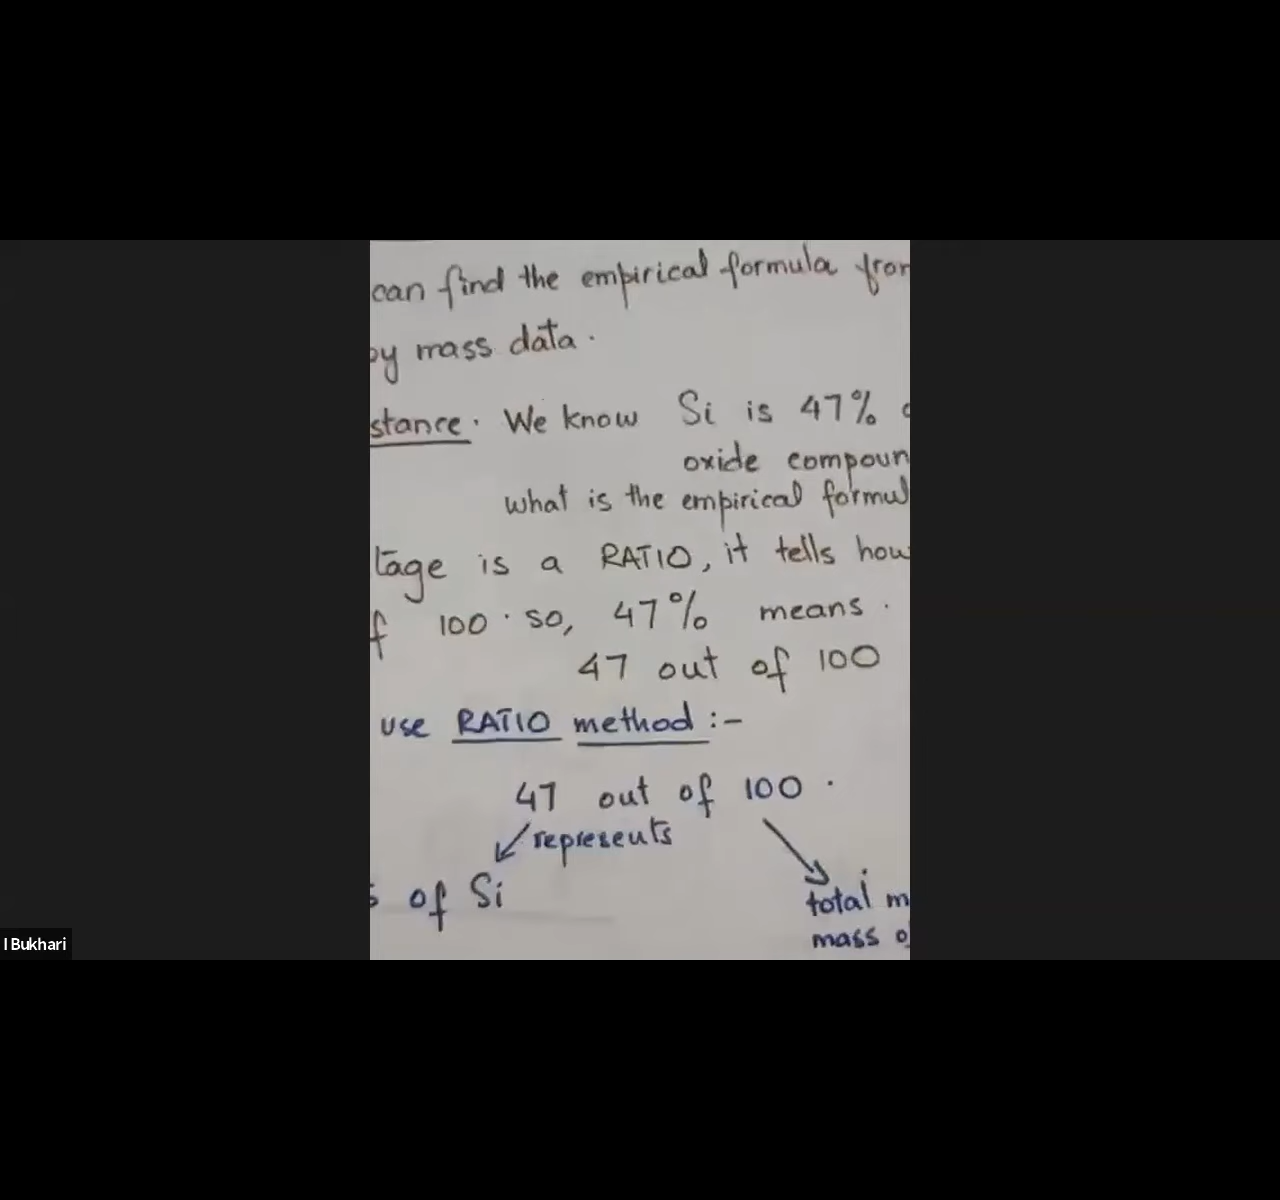 can find the empirical formula from
by mass data.
stance. We know Si is 47%
oxide compoun
what is the empirical formul
tage is a RATIO, it tells how
f 100. so, 47% means.
47 out of 100
use RATIO method :-
47 out of 100.
represents
s of Si
total m
mass o
I Bukhari